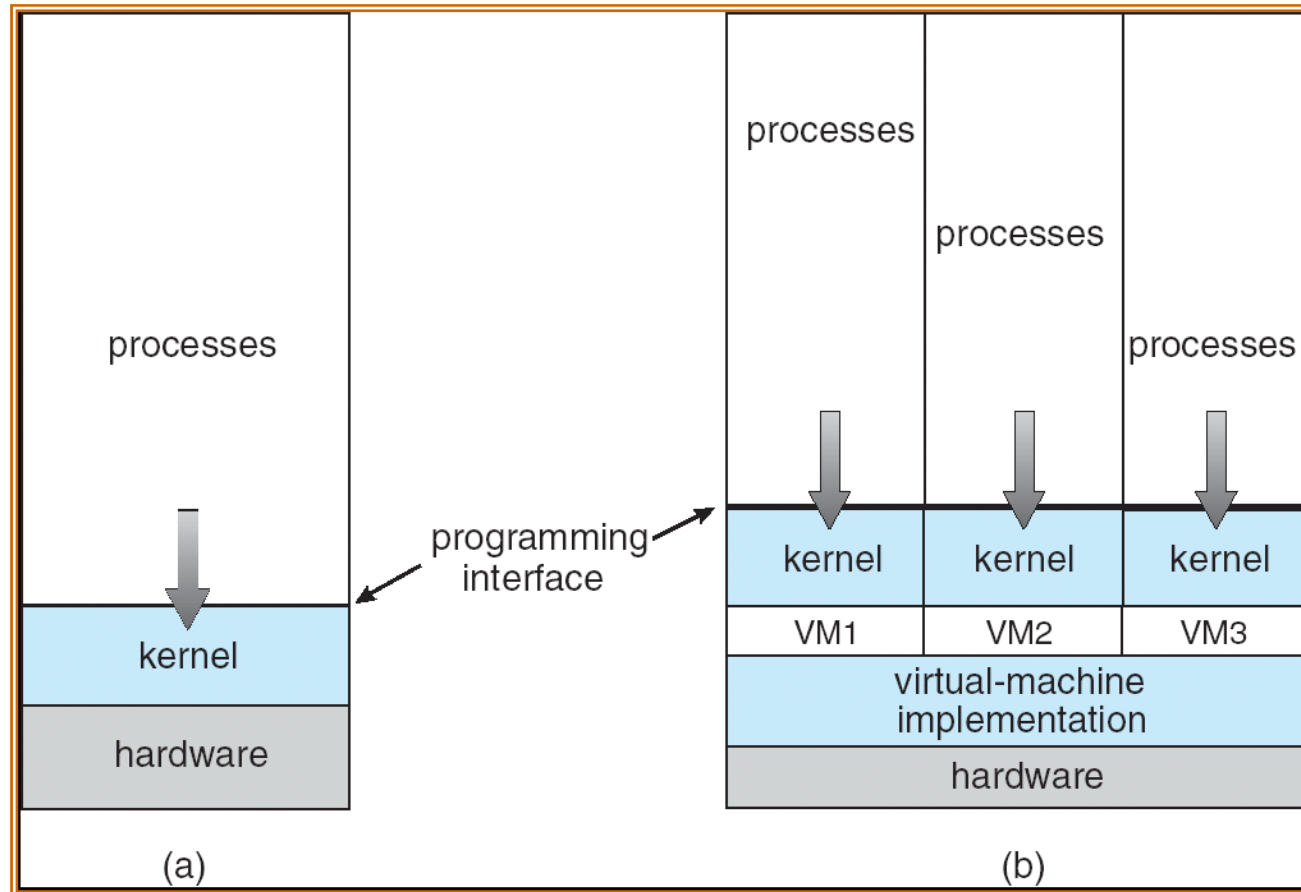 processes
kernel
hardware
(a)
programming
interface
processes
processes
processes
kernel
kernel
kernel
VM1
VM2
VM3
virtual-machine
implementation
hardware
(b)